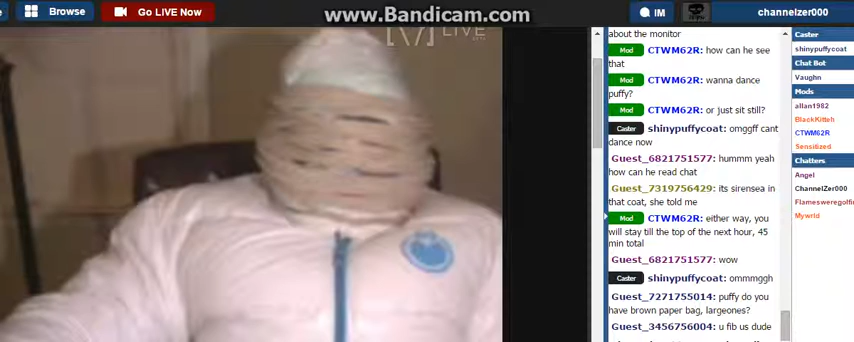 e
Browse
Go LIVE Now
www.Bandicam.com
IM
channelzer000
LIVE
about the monitor
Mod CTWM62R: how can he see
that
Mod CTWM62R: wanna dance
puffy?
Mod CTWM62R: or just sit still?
Caster shinypuffycoat: omggff cant
dance now
Guest_6821751577: hummm yeah
how can he read chat
Guest_7319756429: its sirensea in
that coat, she told me
Mod CTWM62R: either way, you
will stay till the top of the next hour, 45
min total
Guest_6821751577: wow
Caster shinypuffycoat: ommmggh
Guest_7271755014: puffy do you
have brown paper bag, largeones?
Guest_3456756004: u fib us dude
Caster
shinypuffycoat
Chat Bot
Vaughn
Mods
allan1982
BlackKitteh
CTWM62R
Sensitized
Chatters
Angel
ChannelZer000
Flamesweregolfin
Mywrld